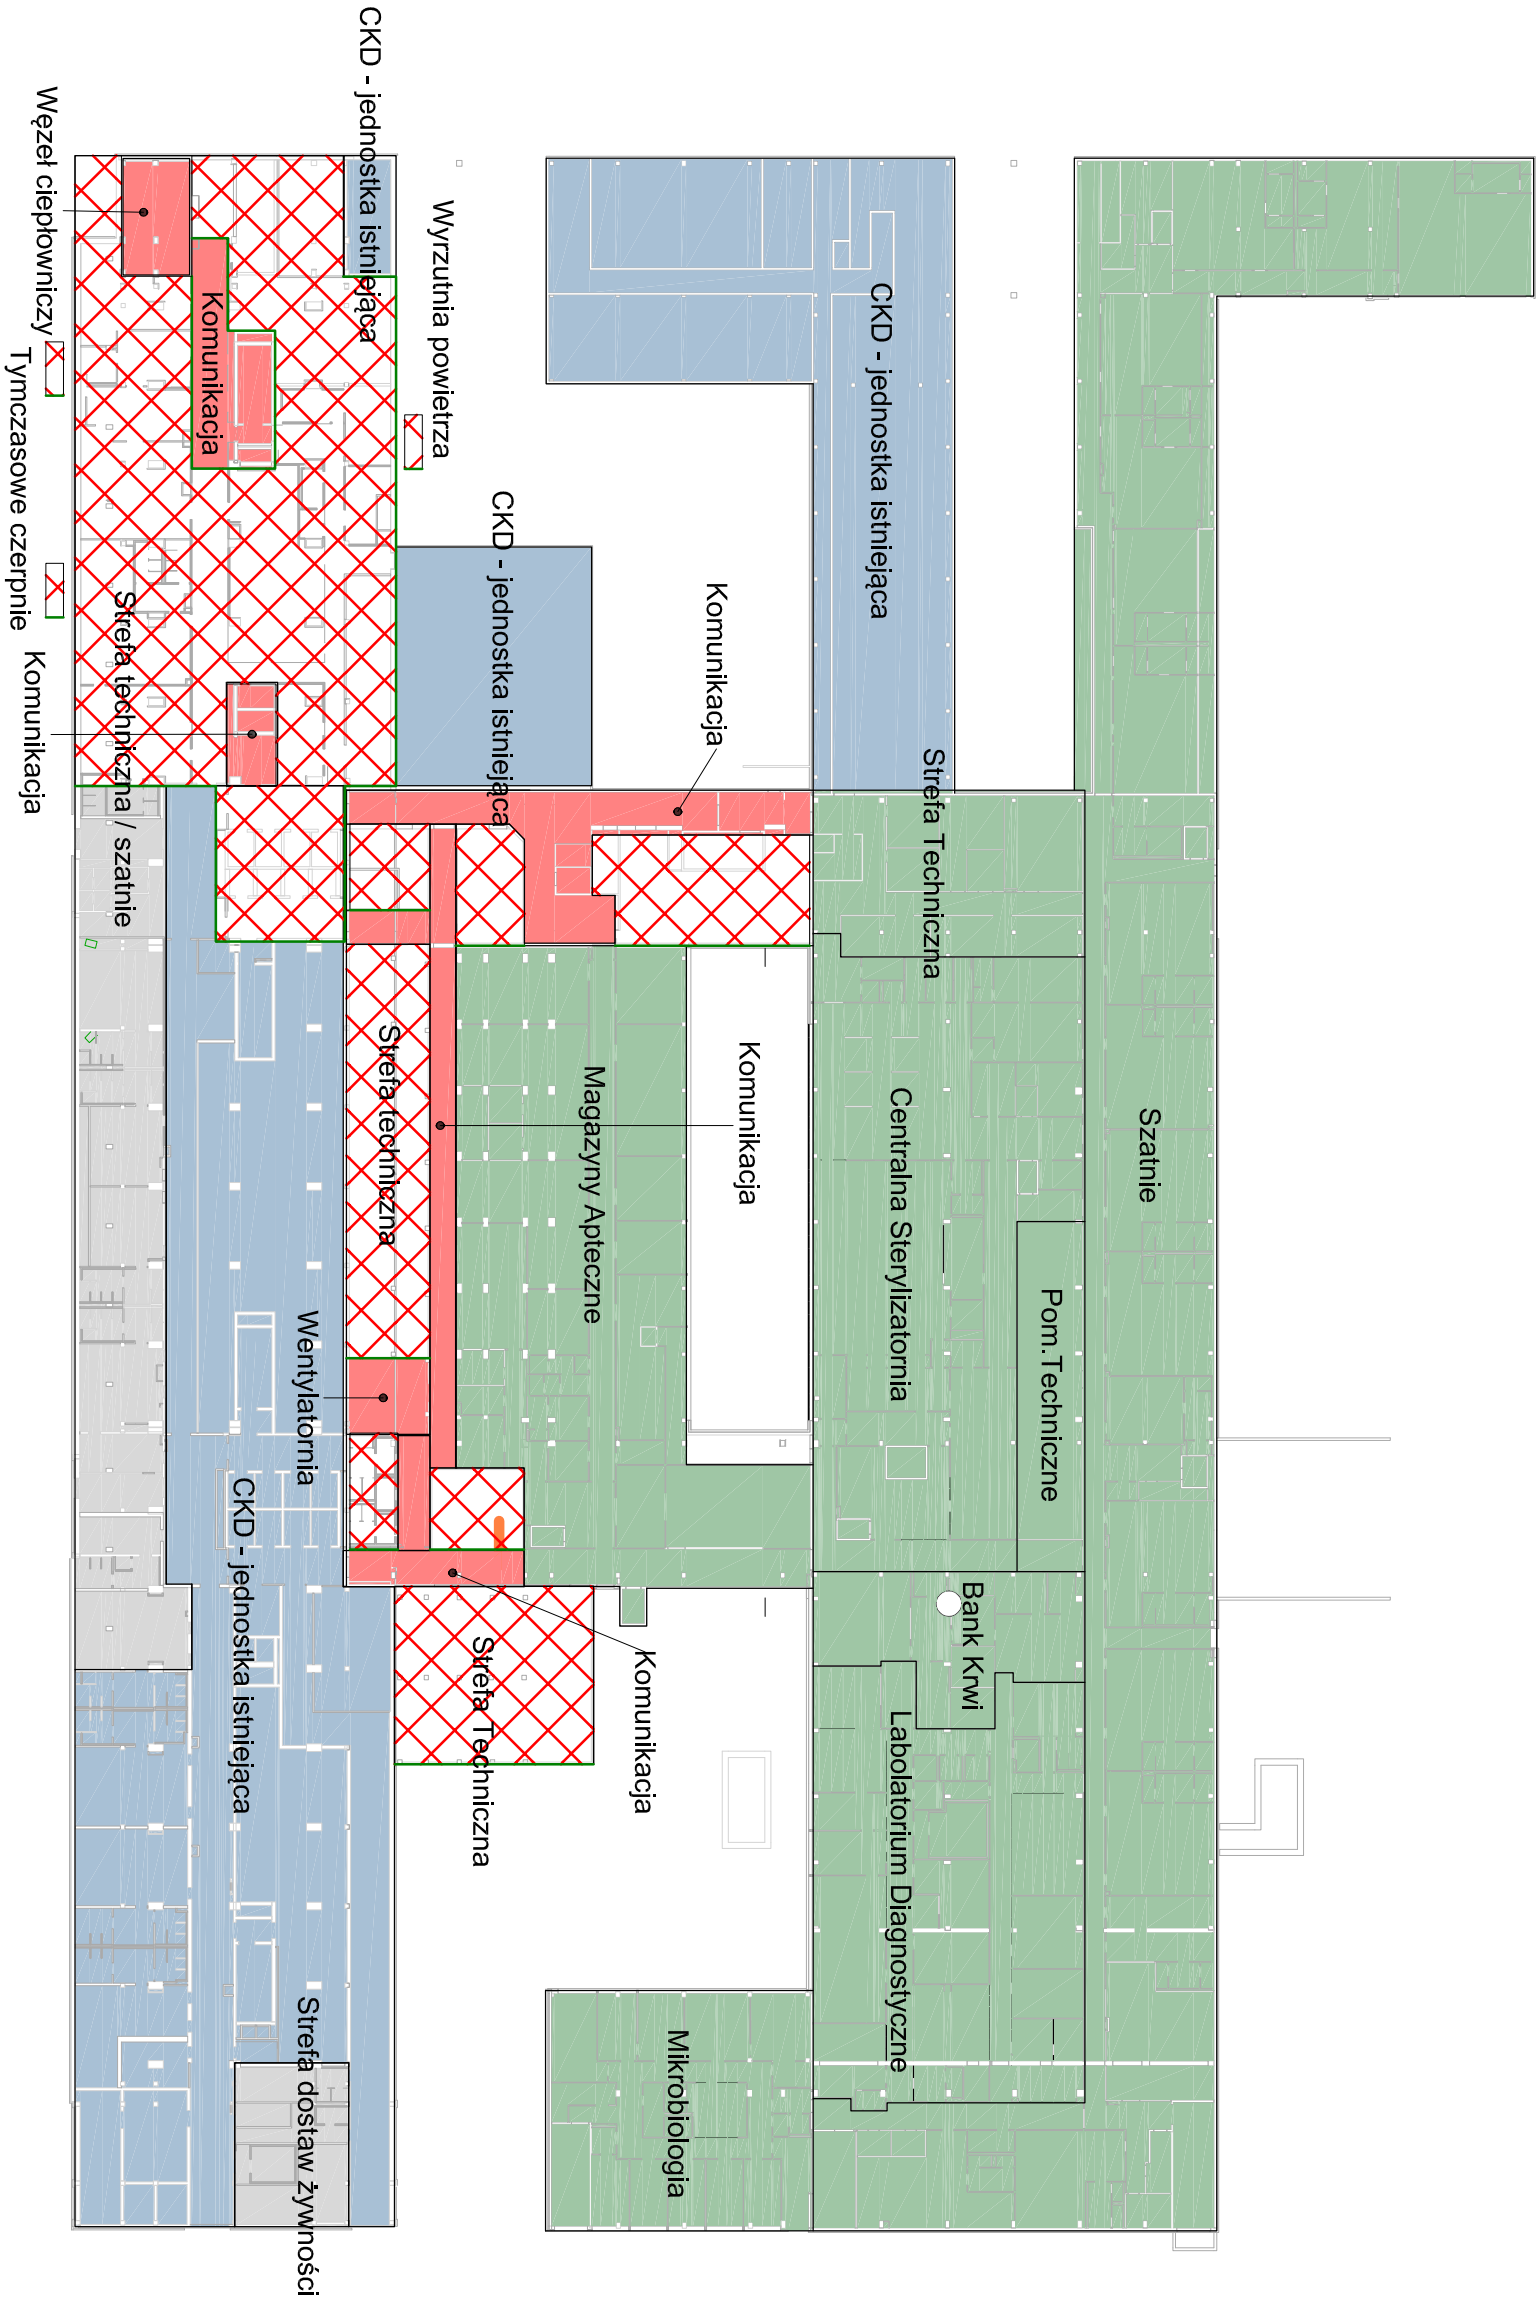 Szatnie
Pom.Techniczne
Bank Krwi
Strefa Techniczna
Centralna Sterylizatornia
Labolatorium Diagnostyczne
CKD - jednostka istniejąca
Komunikacja
Komunikacja
Mikrobiologia
Komunikacja
Magazyny Apteczne
CKD - jednostka istniejąca
Strefa Techniczna
Wyrzutnia powietrza
Strefa techniczna
CKD - jednostka istniejąca
Wentylatornia
Strefa dostaw żywności
CKD - jednostka istniejąca
Komunikacja
Strefa techniczna / szatnie
Węzeł ciepłowniczy
Komunikacja
Tymczasowe czerpnie